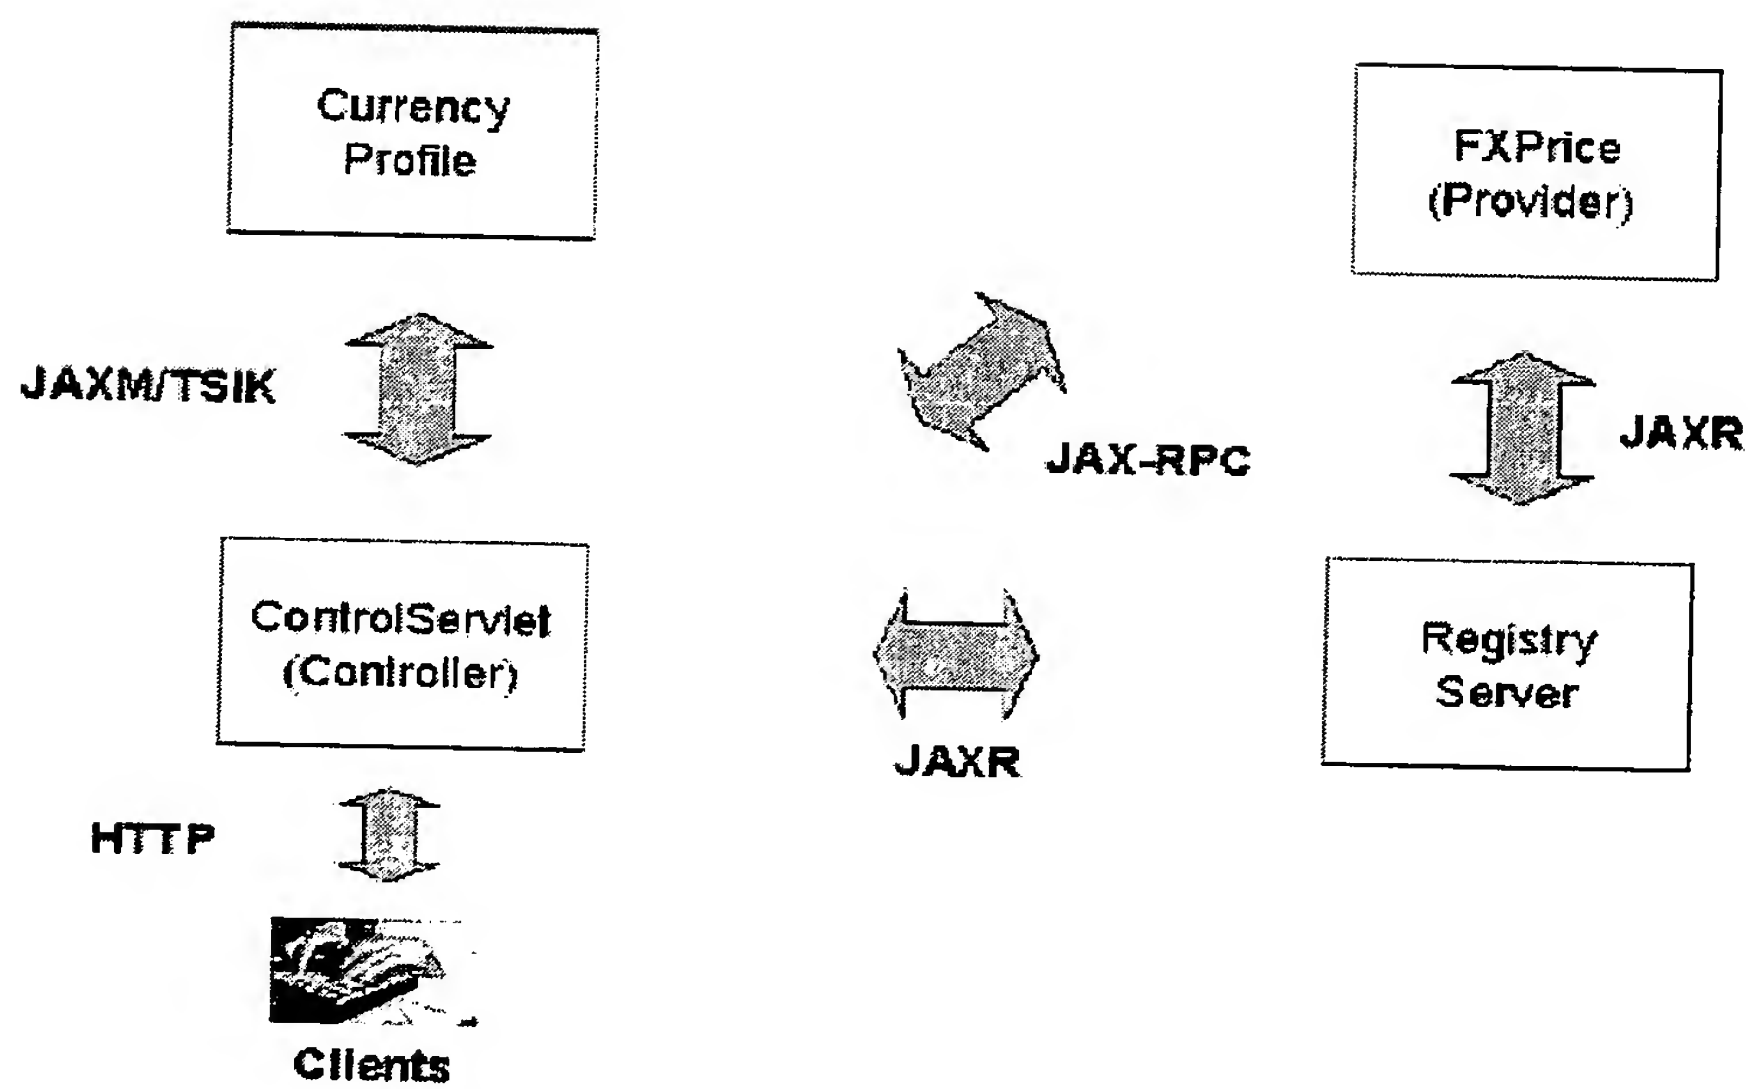 Currency
Profile
FXPrice
(Provider)
JAXM/TSIK
JAX-RPC
JAXR
ControlServlet
(Controller)
Registry
Server
JAXR
HTTP
Clients